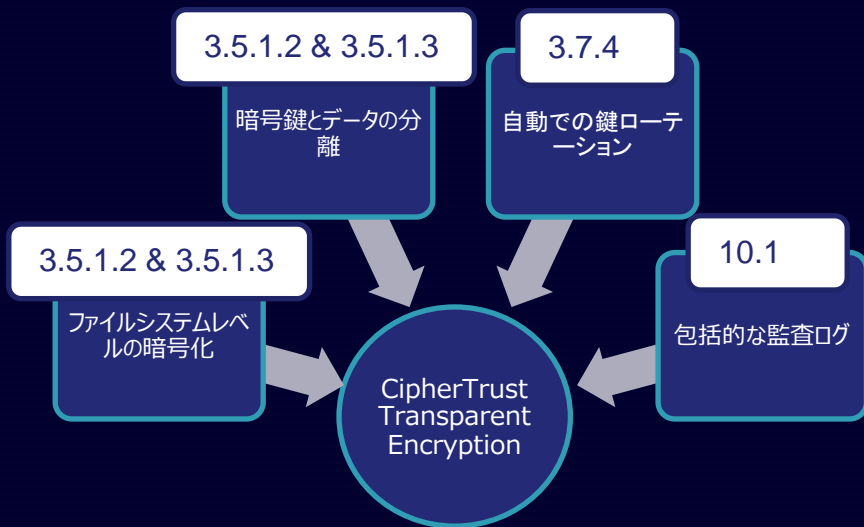 3.5.1.2 & 3.5.1.3
暗号鍵とデータの分
離
3.7.4
自動での鍵ローテ
ーション
3.5.1.2 & 3.5.1.3
ファイルシステムレベ
ルの暗号化
10.1
包括的な監査ログ
CipherTrust
Transparent
Encryption